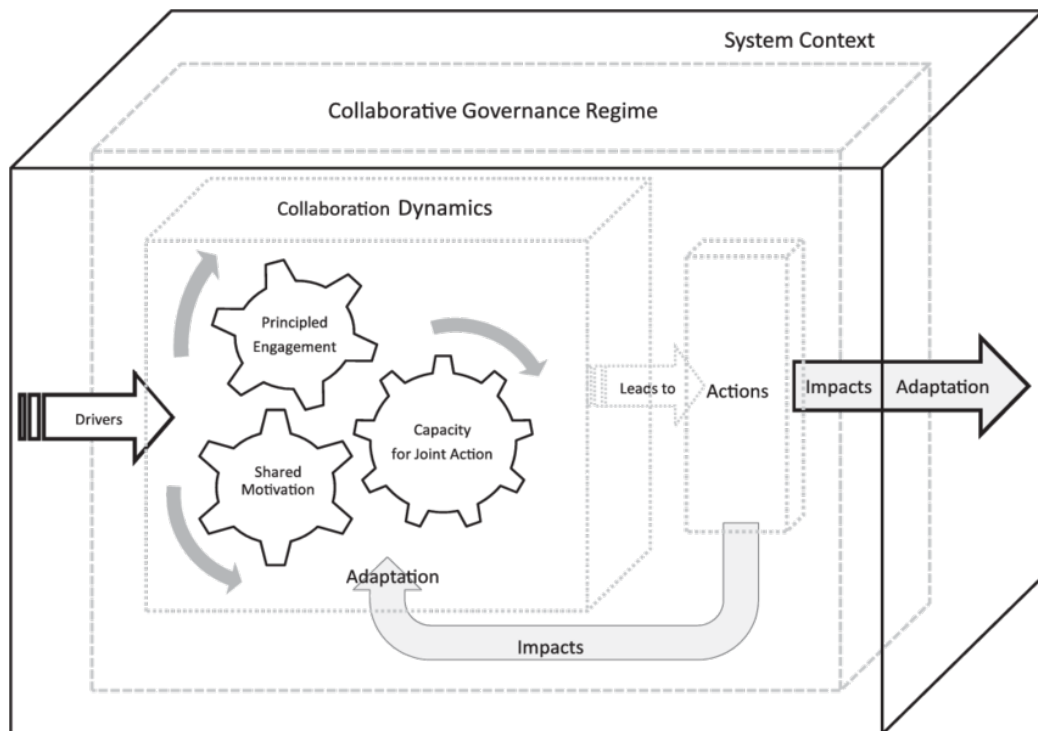 System Context
Collaborative Governance Regime
Collaboration Dynamics
Principled
Engagement
Drivers
Leads to
Actions
Impacts
Adaptation
Capacity
for Joint Action
Shared
Motivation
Adaptation
Impacts